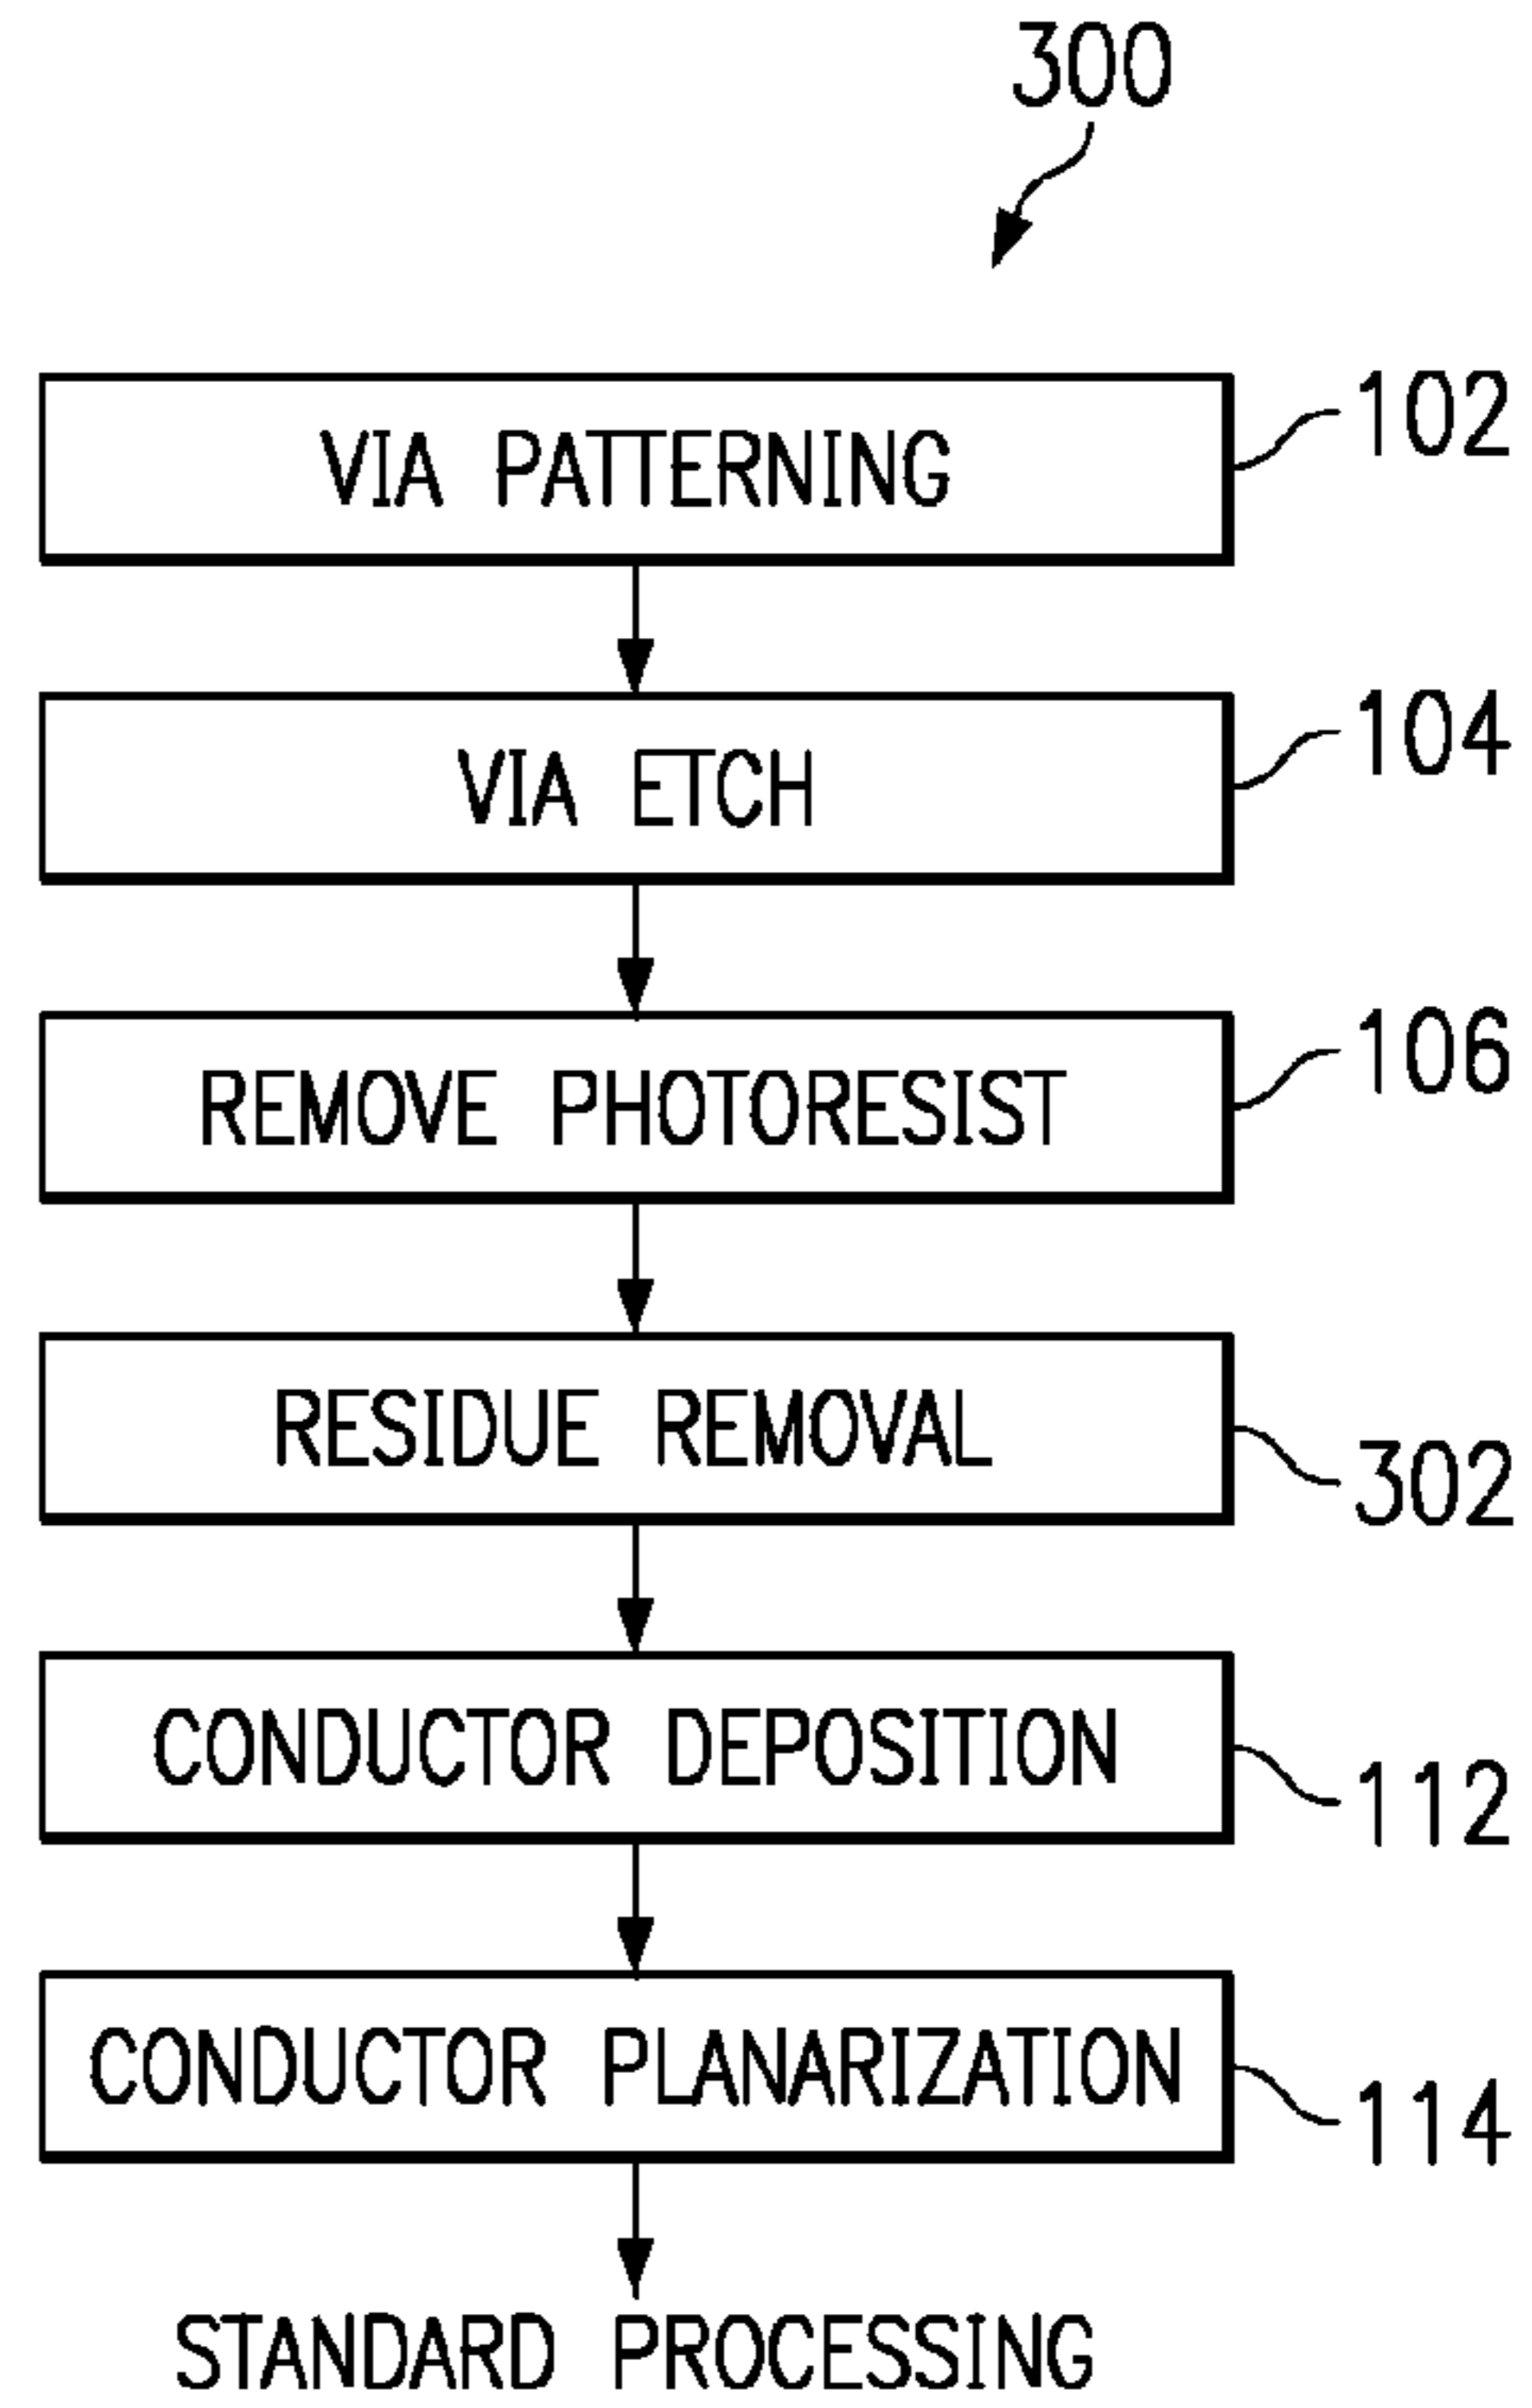 300
VIA PATTERNING
102
VIA ETCH
104
REMOVE PHOTORESIST
106
RESIDUE REMOVAL
302
CONDUCTOR DEPOSITION
112
CONDUCTOR PLANARIZATION
114
STANDARD PROCESSING